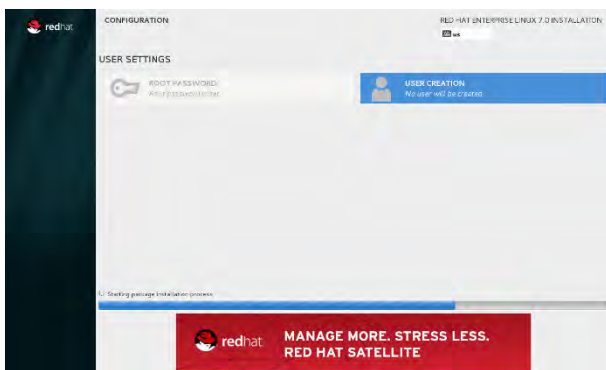 redhat
CONFIGURATION
RED HAT ENTERPRISE LINUX 7.0 INSTALLATION
us
USER SETTINGS
ROOT PASSWORD
USER CREATION
No user will be created
Starting package installation process
redhat
MANAGE MORE. STRESS LESS.
RED HAT SATELLITE